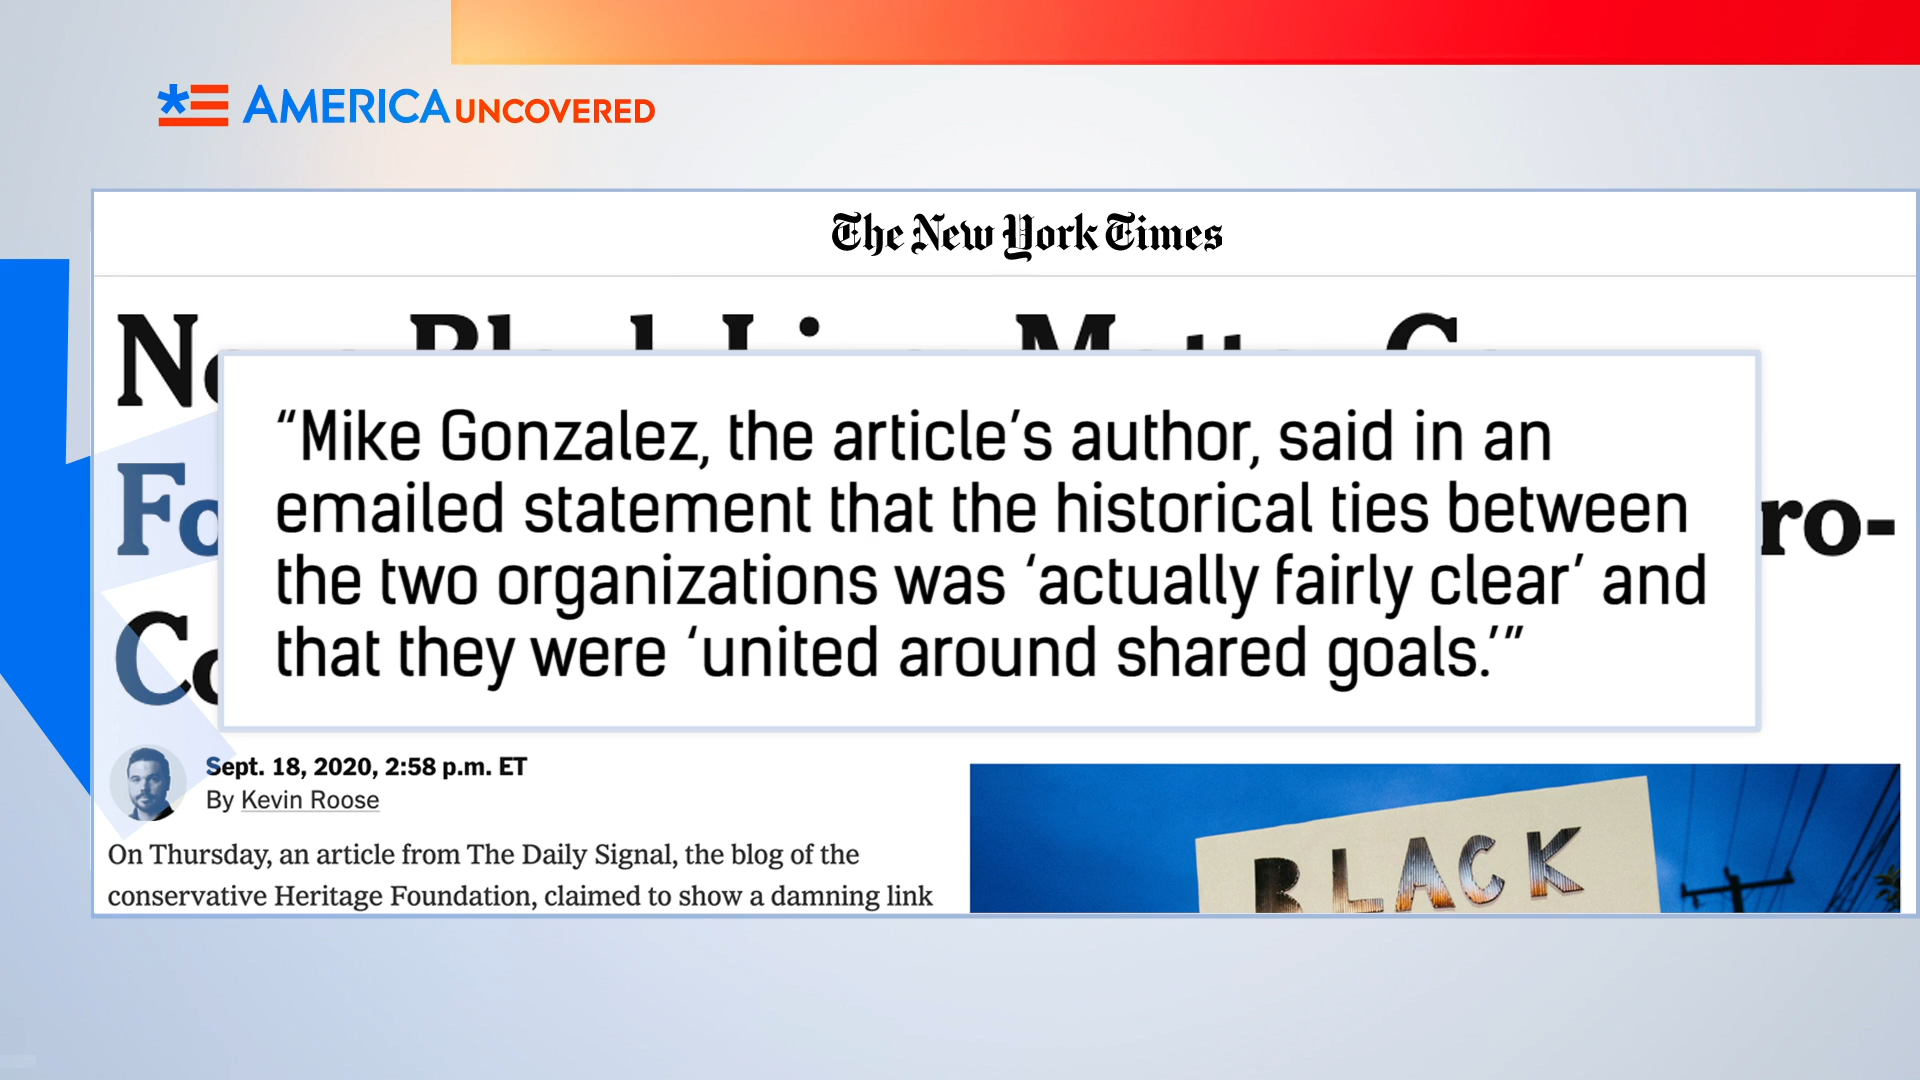 AMERICA UNCOVERED
The New York Times
“Mike Gonzalez, the article’s author, said in an
emailed statement that the historical ties between
the two organizations was ‘actually fairly clear’ and
that they were ‘united around shared goals.’”
Sept. 18, 2020, 2:58 p.m. ET
By Kevin Roose
On Thursday, an article from The Daily Signal, the blog of the
conservative Heritage Foundation, claimed to show a damning link
BLACK